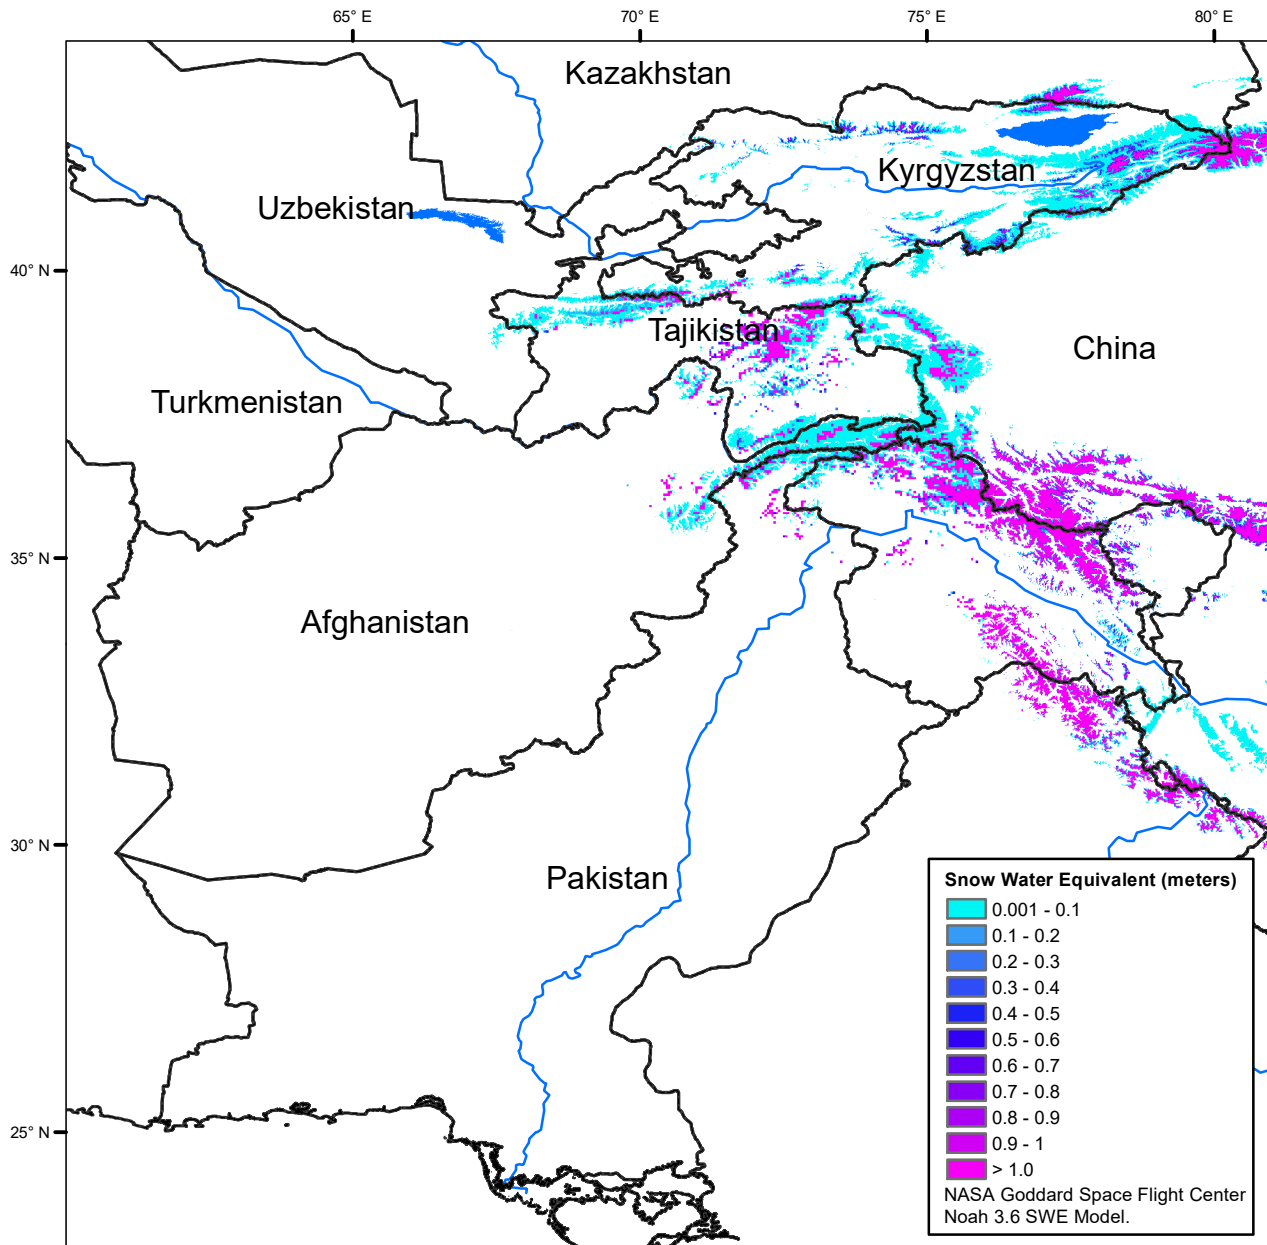 65° E
70° E
75° E
80° E
Kazakhstan
Kyrgyzstan
Uzbekistan
40° N
Tajikistan
China
Turkmenistan
35° N
Afghanistan
30° N
Pakistan
25° N
Snow Water Equivalent (meters)
0.001 - 0.1
0.1 - 0.2
0.2 - 0.3
0.3 - 0.4
0.4 - 0.5
0.5 - 0.6
0.6 - 0.7
0.7 - 0.8
0.8 - 0.9
0.9 - 1
> 1.0
NASA Goddard Space Flight Center
Noah 3.6 SWE Model.